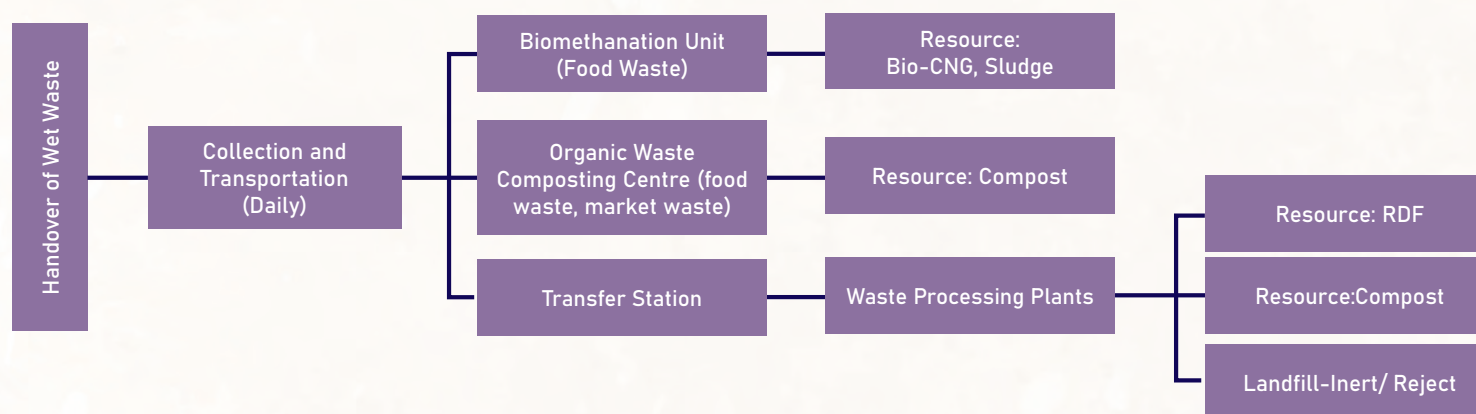 Handover of Wet Waste
Collection and
Transportation
(Daily)
Biomethanation Unit
(Food Waste)
Resource:
Bio-CNG, Sludge
Organic Waste
Composting Centre (food
waste, market waste)
Resource: Compost
Transfer Station
Waste Processing Plants
Resource: RDF
Resource:Compost
Landfill-Inert/ Reject